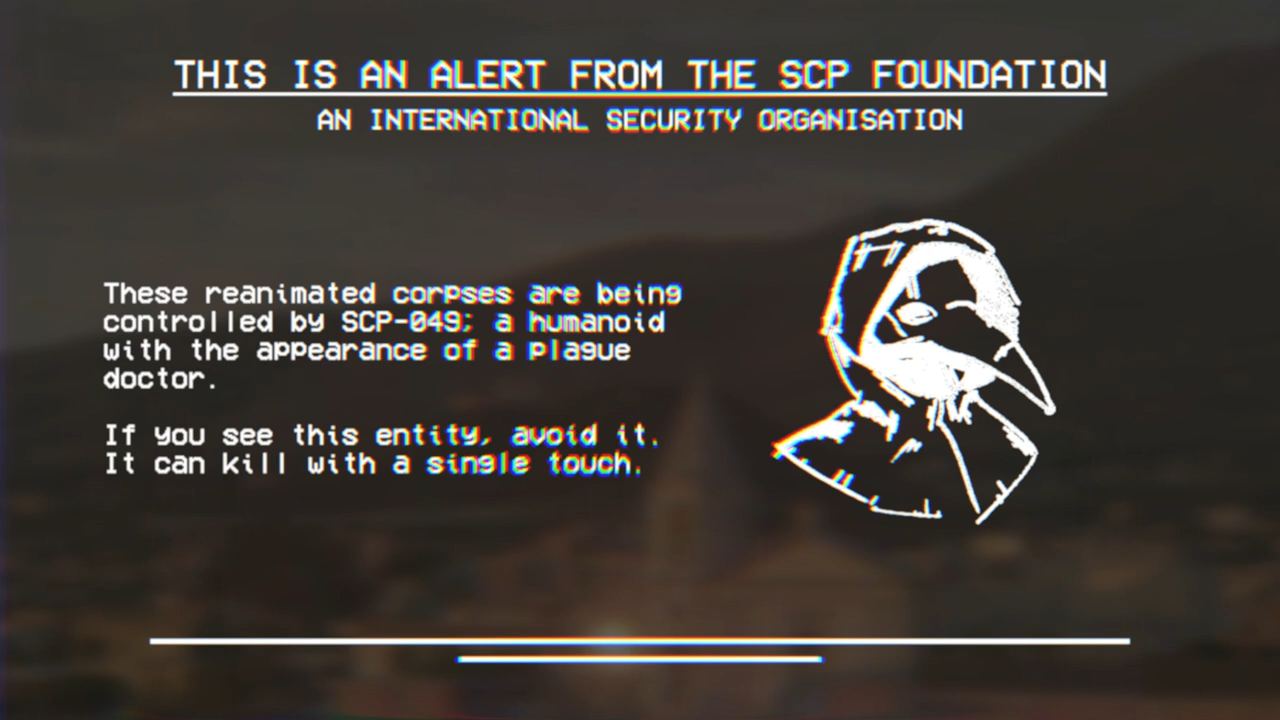 THIS IS AN ALERT FROM THE SCP FOUNDATION
AN INTERNATIONAL SECURITY ORGANISATION
These reanimated corpses are being
controlled by SCP-049; a humanoid
with the appearance of a plague
doctor.
If you see this entity, avoid it.
It can kill with a single touch.